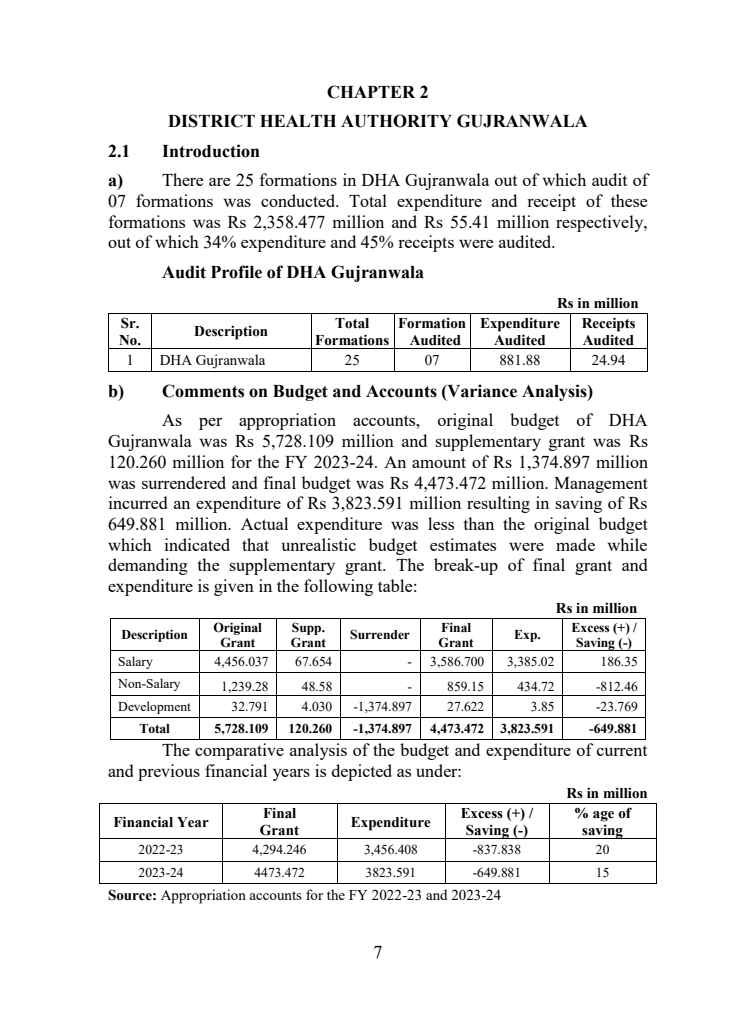 CHAPTER 2
DISTRICT HEALTH AUTHORITY GUJRANWALA
2.1 Introduction
a) There are 25 formations in DHA Gujranwala out of which audit of
07 formations was conducted. Total expenditure and receipt of these
formations was Rs 2,358.477 million and Rs 55.41 million respectively,
out of which 34% expenditure and 45% receipts were audited.
Audit Profile of DHA Gujranwala
Rs in million
Sr. No. Description Total Formations Formation Audited Expenditure Audited Receipts Audited
1 DHA Gujranwala 25 07 881.88 24.94
b) Comments on Budget and Accounts (Variance Analysis)
As per appropriation accounts, original budget of DHA
Gujranwala was Rs 5,728.109 million and supplementary grant was Rs
120.260 million for the FY 2023-24. An amount of Rs 1,374.897 million
was surrendered and final budget was Rs 4,473.472 million. Management
incurred an expenditure of Rs 3,823.591 million resulting in saving of Rs
649.881 million. Actual expenditure was less than the original budget
which indicated that unrealistic budget estimates were made while
demanding the supplementary grant. The break-up of final grant and
expenditure is given in the following table:
Rs in million
Description Original Grant Supp. Grant Surrender Final Grant Exp. Excess (+) / Saving (-)
Salary 4,456.037 67.654 - 3,586.700 3,385.02 186.35
Non-Salary 1,239.28 48.58 - 859.15 434.72 -812.46
Development 32.791 4.030 -1,374.897 27.622 3.85 -23.769
Total 5,728.109 120.260 -1,374.897 4,473.472 3,823.591 -649.881
The comparative analysis of the budget and expenditure of current
and previous financial years is depicted as under:
Rs in million
Financial Year Final Grant Expenditure Excess (+) / Saving (-) % age of saving
2022-23 4,294.246 3,456.408 -837.838 20
2023-24 4473.472 3823.591 -649.881 15
Source: Appropriation accounts for the FY 2022-23 and 2023-24
7